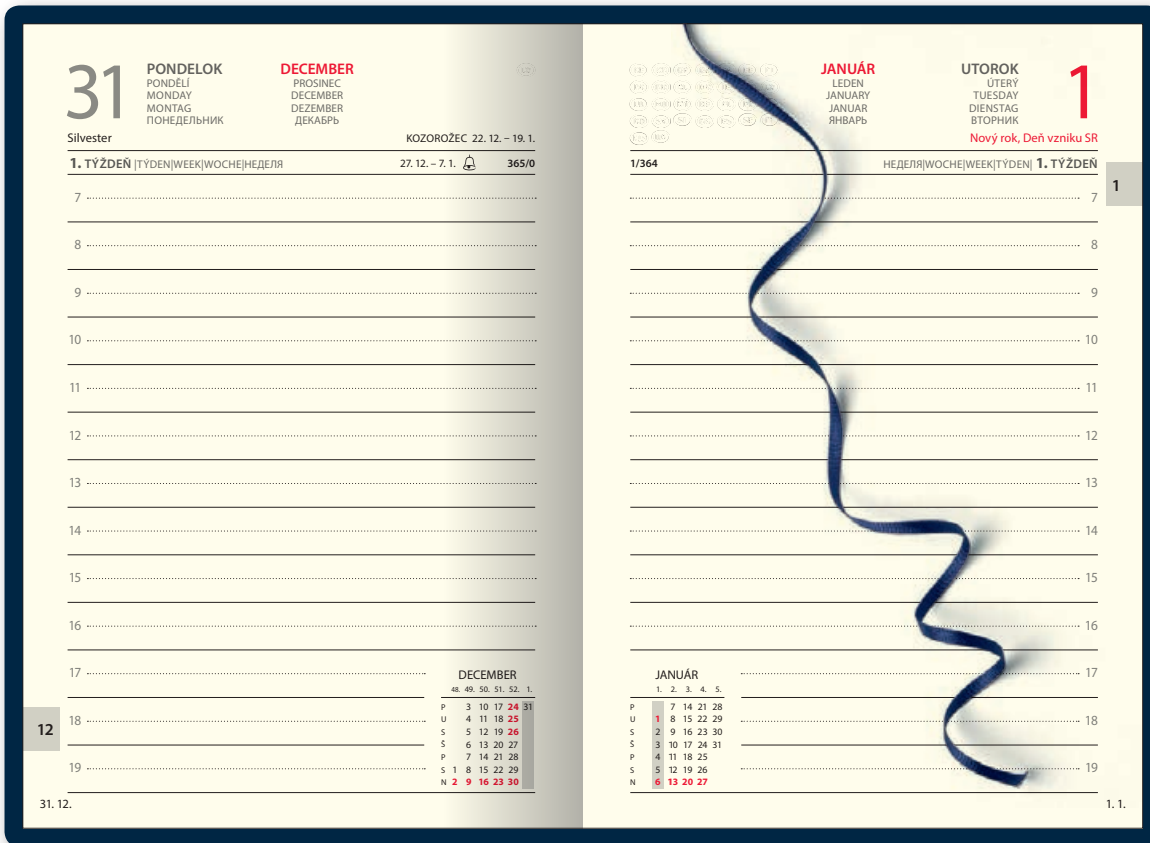 31
PONDELOK
PONDĚLÍ
MONDAY
MONTAG
ПОНЕДЕЛЬНИК
DECEMBER
PROSINEC
DECEMBER
DEZEMBER
ДЕКАБРЬ
Silvester
KOZOROŽEC 22. 12. – 19. 1.
1. TÝŽDEŇ |TÝDEN|WEEK|WOCHE|НЕДЕЛЯ
27. 12. – 7. 1.
365/0
7
8
9
10
11
12
13
14
15
16
17
18
19
DECEMBER
48. 49. 50. 51. 52. 1.
P 3 10 17 24 31
U 4 11 18 25
S 5 12 19 26
Š 6 13 20 27
P 7 14 21 28
S 1 8 15 22 29
N 2 9 16 23 30
12
31. 12.
JANUÁR
LEDEN
JANUARY
JANUAR
ЯНВАРЬ
UTOROK
ÚTERÝ
TUESDAY
DIENSTAG
ВТОРНИК
1
Nový rok, Deň vzniku SR
1/364
НЕДЕЛЯ|WOCHE|WEEK|TÝDEN| 1. TÝŽDEŇ
1
7
8
9
10
11
12
13
14
15
16
17
18
19
JANUÁR
1. 2. 3. 4. 5.
P 7 14 21 28
U 1 8 15 22 29
S 2 9 16 23 30
Š 3 10 17 24 31
P 4 11 18 25
S 5 12 19 26
N 6 13 20 27
1. 1.